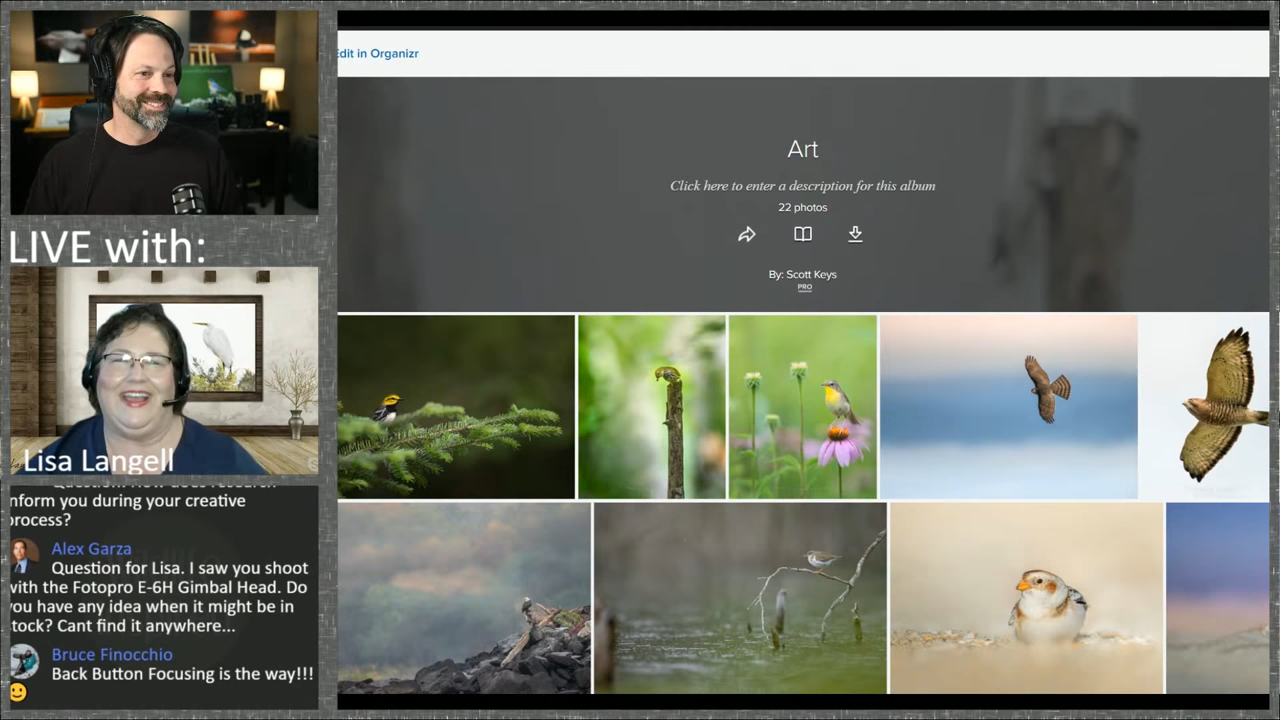 LIVE with:
Lisa Langell
nform you during your creative
process?
Alex Garza
Question for Lisa. I saw you shoot
with the Fotopro E-6H Gimbal Head. Do
you have any idea when it might be in
tock? Cant find it anywhere...
Bruce Finocchio
Back Button Focusing is the way!!!
Edit in Organizr
Art
Click here to enter a description for this album
22 photos
By: Scott Keys
PRO